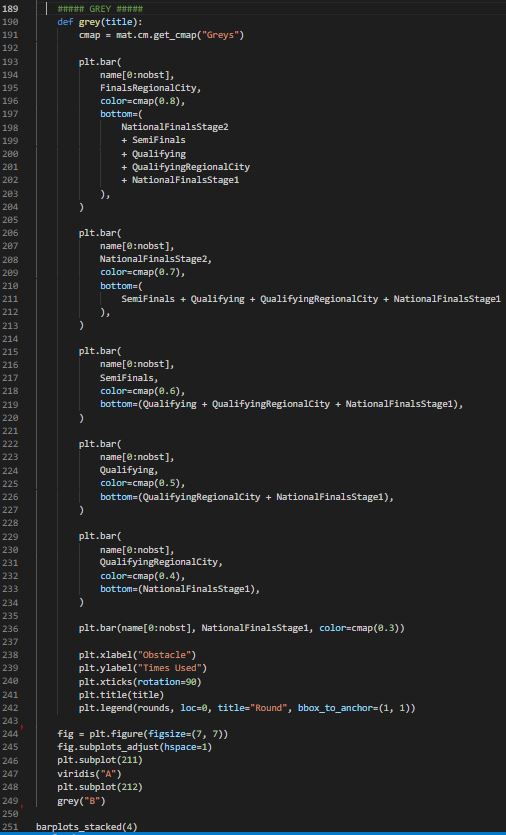 189 ##### GREY #####
190 def grey(title):
191 cmap = mat.cm.get_cmap("Greys")
192
193 plt.bar(
194 name[0:nobst],
195 FinalsRegionalCity,
196 color=cmap(0.8),
197 bottom=(
198 NationalFinalsStage2
199 + SemiFinals
200 + Qualifying
201 + QualifyingRegionalCity
202 + NationalFinalsStage1
203 ),
204 )
205
206 plt.bar(
207 name[0:nobst],
208 NationalFinalsStage2,
209 color=cmap(0.7),
210 bottom=(
211 SemiFinals + Qualifying + QualifyingRegionalCity + NationalFinalsStage1
212 ),
213 )
214
215 plt.bar(
216 name[0:nobst],
217 SemiFinals,
218 color=cmap(0.6),
219 bottom=(Qualifying + QualifyingRegionalCity + NationalFinalsStage1),
220 )
221
222 plt.bar(
223 name[0:nobst],
224 Qualifying,
225 color=cmap(0.5),
226 bottom=(QualifyingRegionalCity + NationalFinalsStage1),
227 )
228
229 plt.bar(
230 name[0:nobst],
231 QualifyingRegionalCity,
232 color=cmap(0.4),
233 bottom=(NationalFinalsStage1),
234 )
235
236 plt.bar(name[0:nobst], NationalFinalsStage1, color=cmap(0.3))
237
238 plt.xlabel("Obstacle")
239 plt.ylabel("Times Used")
240 plt.xticks(rotation=90)
241 plt.title(title)
242 plt.legend(rounds, loc=0, title="Round", bbox_to_anchor=(1, 1))
243
244 fig = plt.figure(figsize=(7, 7))
245 fig.subplots_adjust(hspace=1)
246 plt.subplot(211)
247 viridis("A")
248 plt.subplot(212)
249 grey("B")
250
251 barplots_stacked(4)